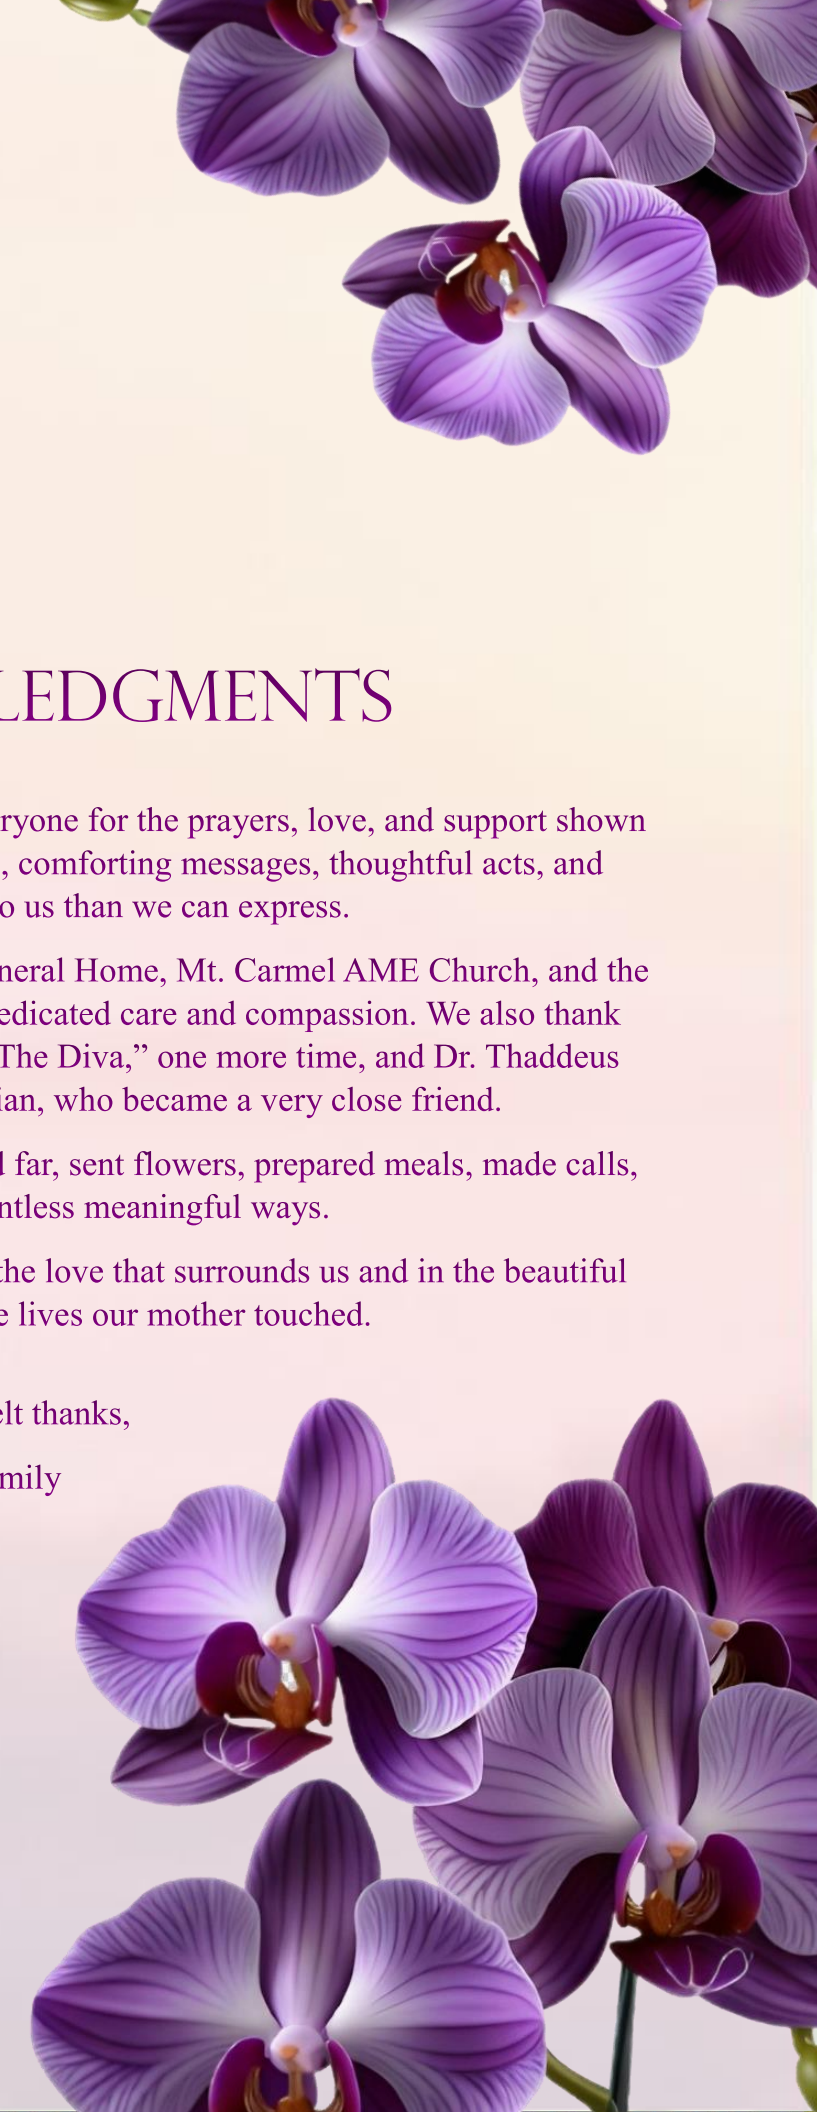 LEDGMENTS
ryone for the prayers, love, and support shown
, comforting messages, thoughtful acts, and
o us than we can express.
neral Home, Mt. Carmel AME Church, and the
edicated care and compassion. We also thank
The Diva,” one more time, and Dr. Thaddeus
ian, who became a very close friend.
d far, sent flowers, prepared meals, made calls,
ntless meaningful ways.
the love that surrounds us and in the beautiful
e lives our mother touched.
elt thanks,
mily